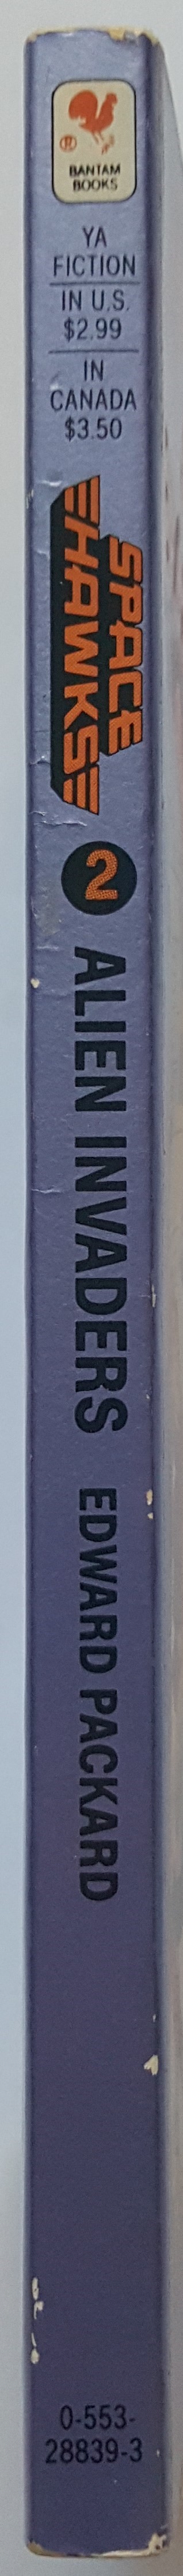 ®
BANTAM
BOOKS
YA
FICTION
IN U.S.
$2.99
IN
CANADA
$3.50
SPACE
HAWKS
2
ALIEN INVADERS
EDWARD PACKARD
0-553-
28839-3